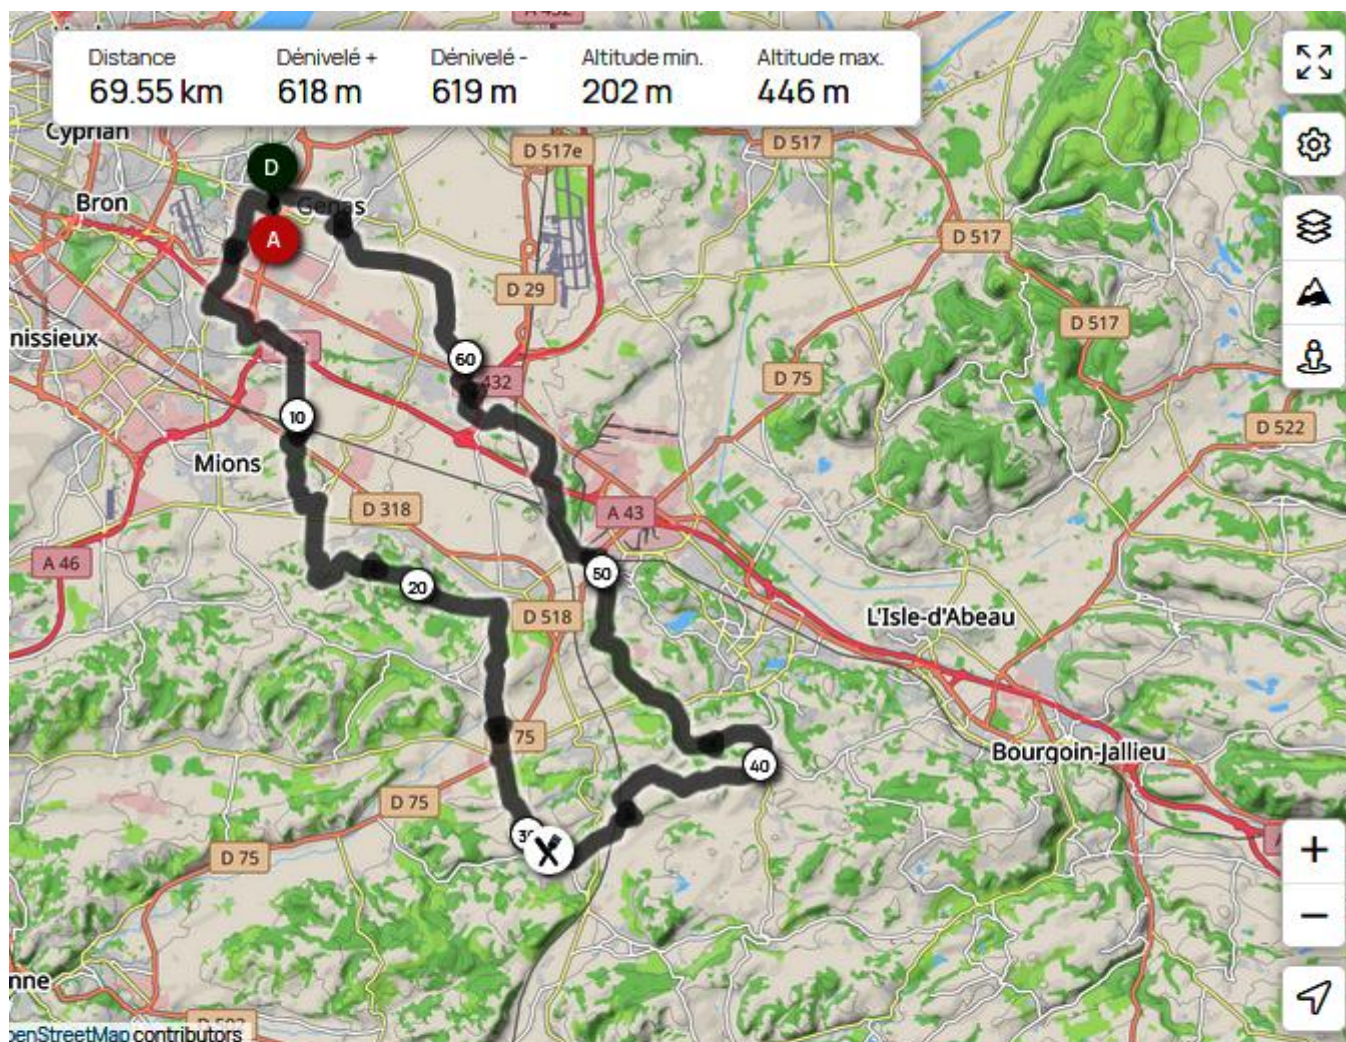 Distance
69.55 km
Dénivelé +
618 m
Dénivelé -
619 m
Altitude min.
202 m
Altitude max.
446 m
Cyprian
D 517e
D 517
D
Bron
Genas
A
D 517
D 29
D 517
nissieux
60
432
D 75
10
D 522
Mions
D 318
A 43
A 46
50
20
D 518
L'Isle-d'Abeau
75
40
Bourgoin-Jallieu
D 75
D 75
+
−
nne
penStreetMap contributors